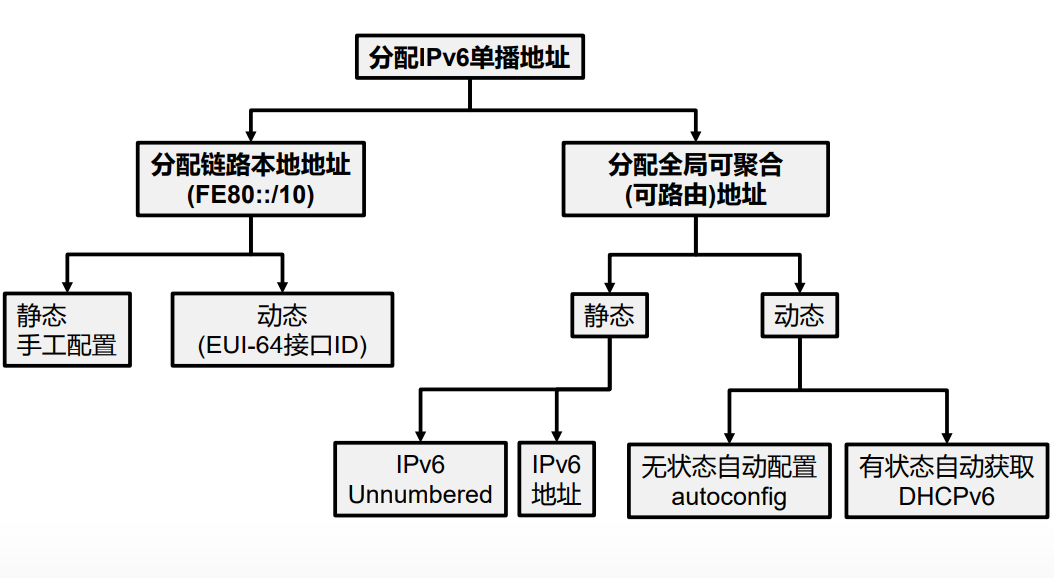 分配IPv6单播地址
分配链路本地地址
(FE80::/10)
分配全局可聚合
(可路由)地址
静态
手工配置
动态
(EUI-64接口ID)
静态
动态
IPv6
Unnumbered
IPv6
地址
无状态自动配置
autoconfig
有状态自动获取
DHCPv6